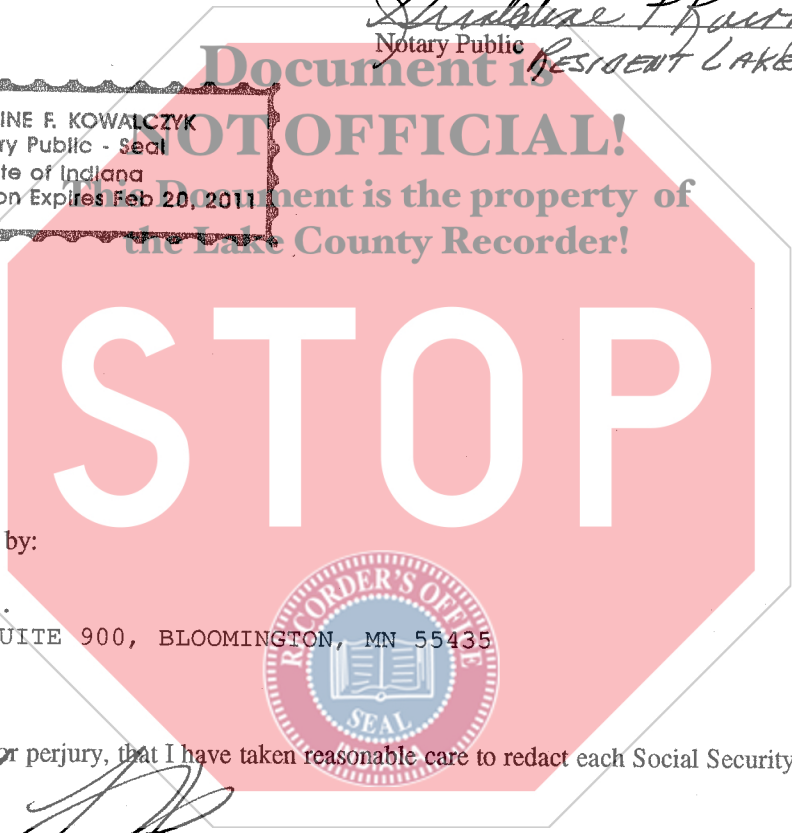 Notary Public
RESIDENT LAKE
Document is
NOT OFFICIAL!
This Document is the property of
the Lake County Recorder!
INE F. KOWALCZYK
ry Public - Seal
te of Indiana
on Expires Feb. 20, 2011
STOP
by:
.
UITE 900, BLOOMINGTON, MN 55435
RECORDER'S OFFICE
SEAL
or perjury, that I have taken reasonable care to redact each Social Security